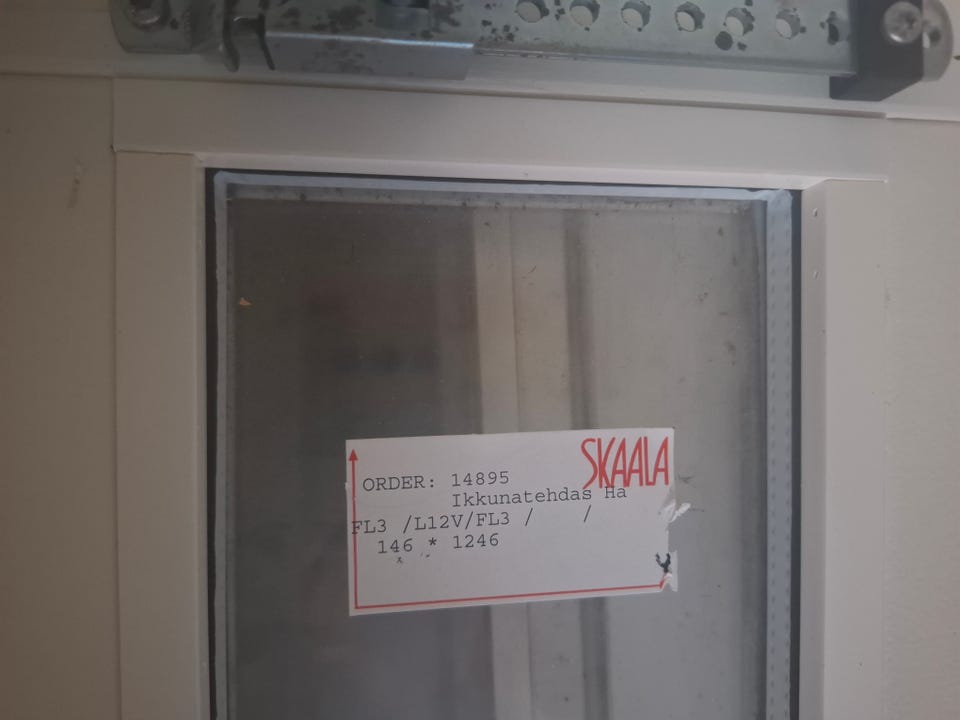 SKAALA
ORDER: 14895
Ikkunatehdas Ha
FL3 /L12V/FL3 / /
146 * 1246